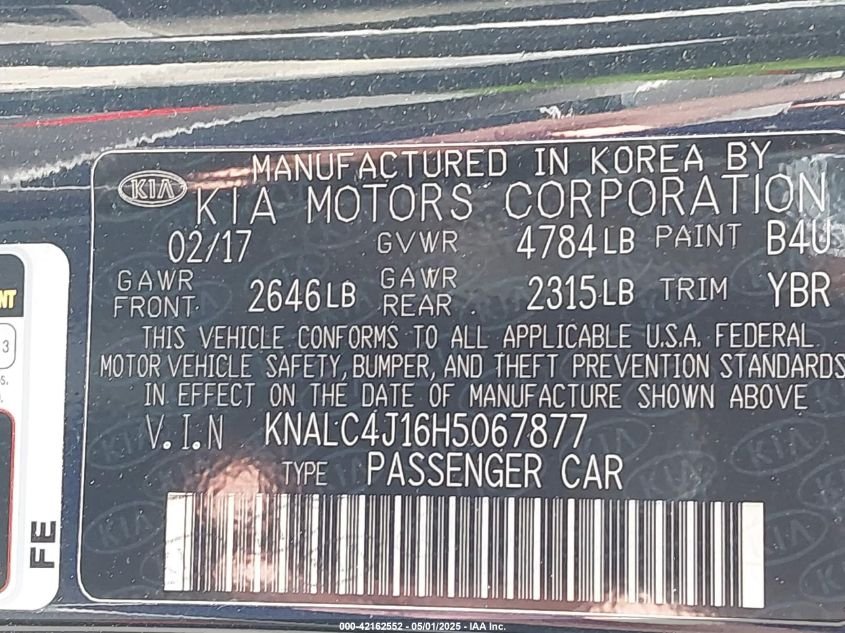 MANUFACTURED IN KOREA BY
KIA KIA MOTORS CORPORATION
02/17 GVWR 4784LB PAINT B4U
GAWR FRONT 2646LB GAWR REAR 2315LB TRIM YBR
THIS VEHICLE CONFORMS TO ALL APPLICABLE U.S.A. FEDERAL
MOTOR VEHICLE SAFETY, BUMPER, AND THEFT PREVENTION STANDARDS
IN EFFECT ON THE DATE OF MANUFACTURE SHOWN ABOVE
V.I.N KNALC4J16H5067877
TYPE PASSENGER CAR
FE
000-42162552 - 05/01/2025 - IAA Inc.